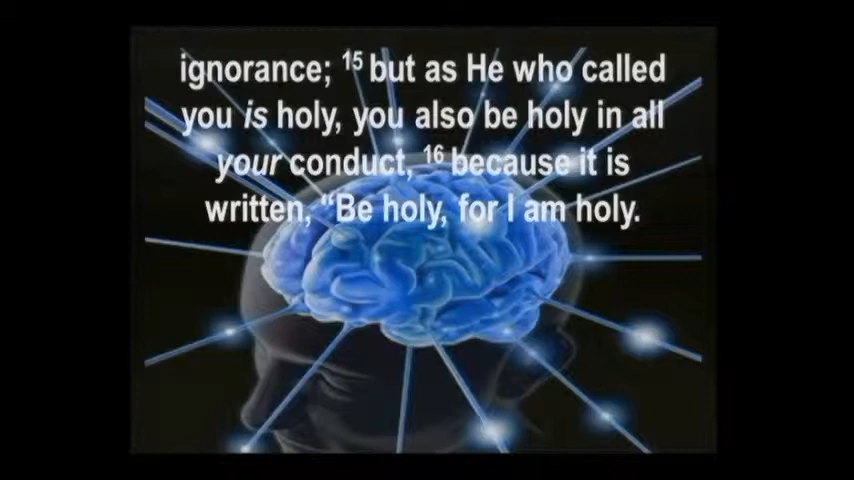 ignorance; ¹⁵ but as He who called
you is holy, you also be holy in all
your conduct, ¹⁶ because it is
written, “Be holy, for I am holy.